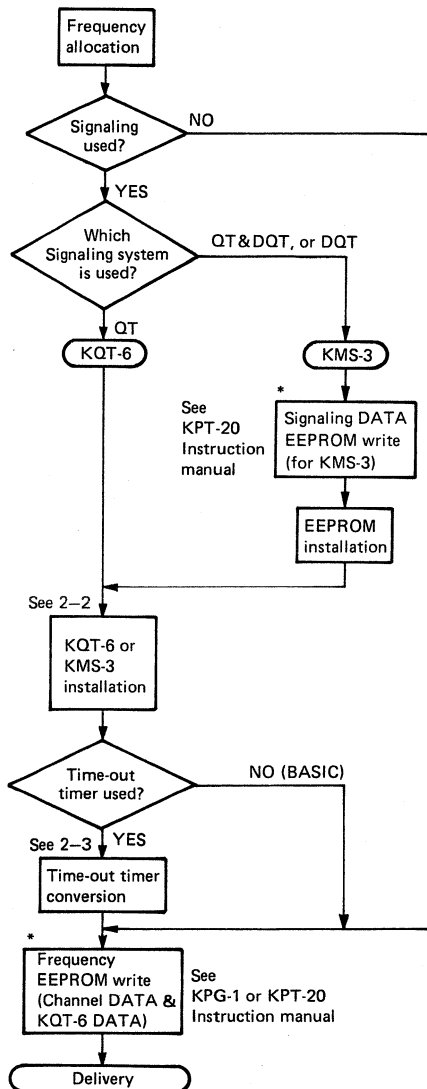 Frequency
allocation
Signaling
used?
NO
YES
Which
Signaling system
is used?
QT&DQT, or DQT
QT
KQT-6
KMS-3
*
See
KPT-20
Instruction
manual
Signaling DATA
EEPROM write
(for KMS-3)
EEPROM
installation
See 2–2
KQT-6 or
KMS-3
installation
Time-out
timer used?
NO (BASIC)
YES
See 2–3
Time-out timer
conversion
*
Frequency
EEPROM write
(Channel DATA &
KQT-6 DATA)
See
KPG-1 or KPT-20
Instruction manual
Delivery